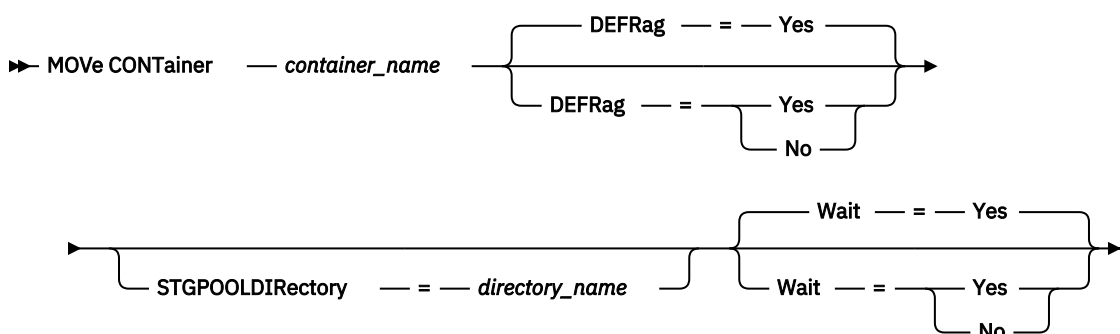 DEFRag = Yes
MOVe CONTainer container_name
DEFRag = Yes
No
Wait = Yes
STGPOOLDIRectory = directory_name
Wait = Yes
No